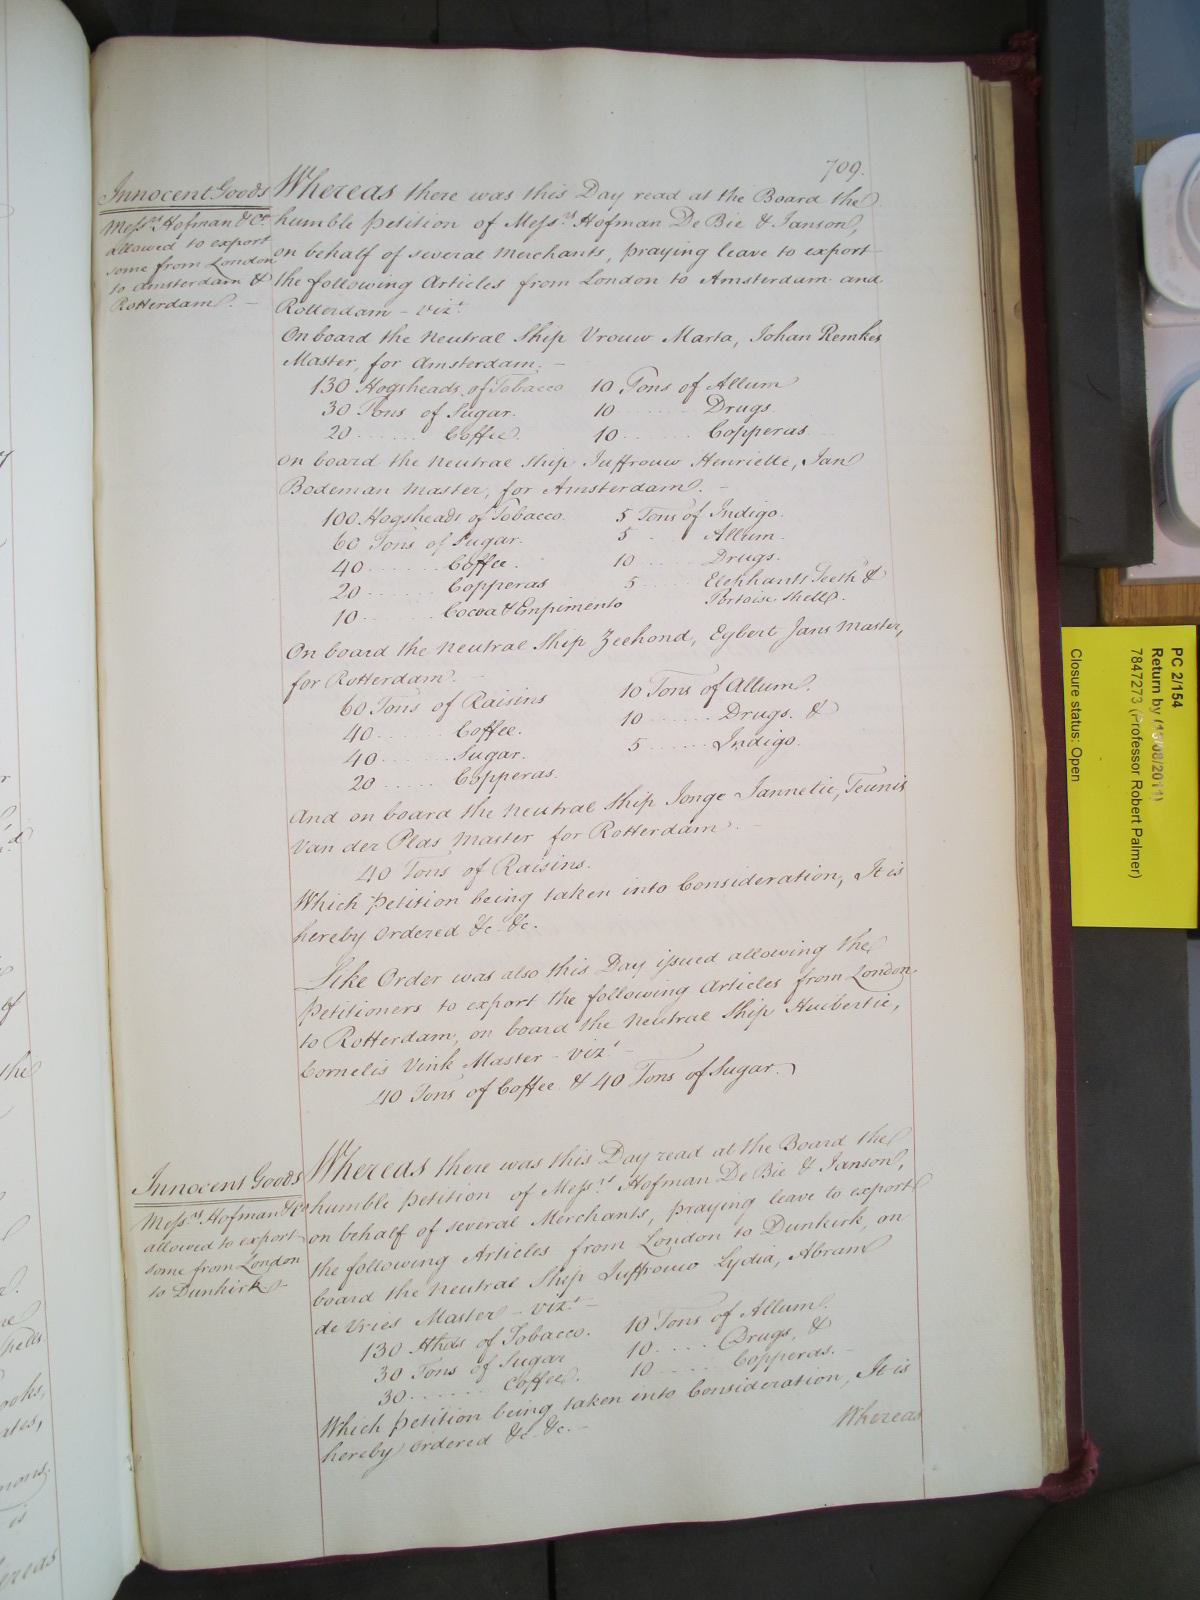 709.
Innocent Goods
Mess.rs Hofman & Co.
allowed to export
some from London
to Amsterdam &
Rotterdam. —
Whereas there was this Day read at the Board the
humble Petition of Mess.rs Hofman De Bie & Janson,
on behalf of several Merchants, praying leave to export
the following Articles from London to Amsterdam and
Rotterdam – viz.t
On board the Neutral Ship Vrouw Marta, Johan Remkes
Master, for Amsterdam. —
130 Hogsheads of Tobacco 10 Tons of Allum
30 Tons of Sugar. 10 ........ Drugs.
20 ........ Coffee. 10 ........ Copperas
On board the Neutral Ship Juffrouw Henriette, Jan
Bodeman Master, for Amsterdam. –
100 Hogsheads of Tobacco. 5 Tons of Indigo.
60 Tons of Sugar. 5 . Allum.
40 ........ Coffee. 10 ..... Drugs.
20 ........ Copperas 5 ..... Elephants Teeth &
10 ........ Cocoa & Empimento Tortoise Shell.
On board the Neutral Ship Zeehond, Egbert Jans Master,
for Rotterdam. –
60 Tons of Raisins 10 Tons of Allum.
40 ..... Coffee. 10 ...... Drugs. &
40 ....... Sugar. 5 ...... Indigo.
20 ...... Copperas.
And on board the Neutral Ship Jonge Jannetie, Teunis
Van der Plas Master for Rotterdam. —
40 Tons of Raisins.
Which Petition being taken into Consideration, It is
hereby Ordered &c. &c.
Like Order was also this Day issued allowing the
Petitioners to export the following Articles from London
to Rotterdam, on board the Neutral Ship Huibertie,
Cornelis Vink Master – viz.t –
40 Tons of Coffee & 40 Tons of Sugar.
Innocent Goods
Mess.rs Hofman & Co
allowed to export
some from London
to Dunkirk –
Whereas there was this Day read at the Board the
humble Petition of Mess.rs Hofman De Bie & Janson,
on behalf of several Merchants, praying leave to export
the following Articles from London to Dunkirk, on
board the Neutral Ship Juffrouw Lydia, Abram
de Vries Master – viz.t –
130 Hhds of Tobacco. 10 Tons of Allum.
30 Tons of Sugar 10 ..... Drugs, &
30 ....... Coffee. 10 ..... Copperas. –
Which Petition being taken into Consideration, It is
hereby Ordered &c. &c. –
Whereas
PC 2/154
Return by (15/08/2011)
7847273 (Professor Robert Palmer)
Closure status: Open